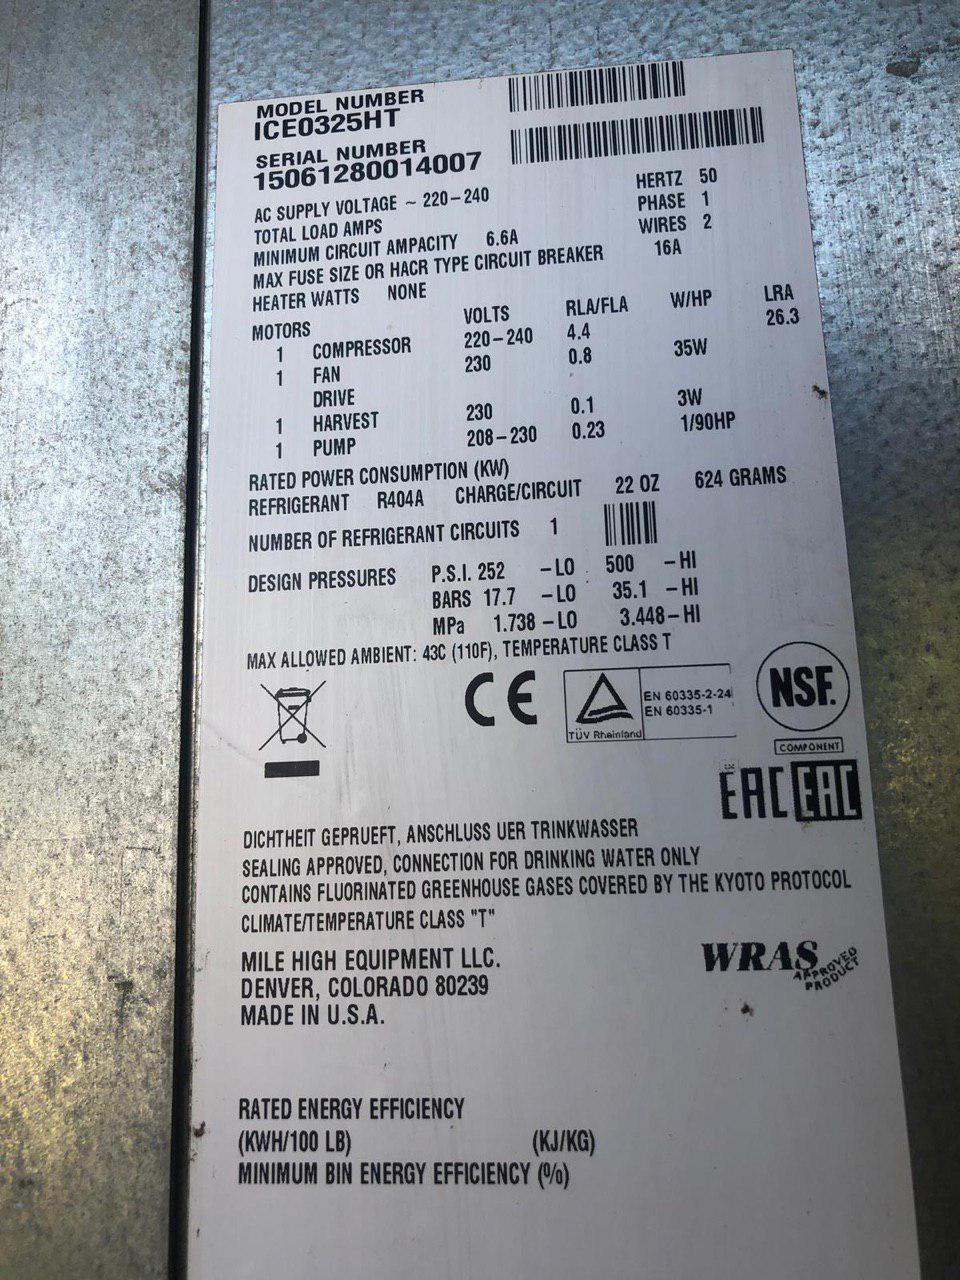 MODEL NUMBER
ICE0325HT
SERIAL NUMBER
15061280014007
AC SUPPLY VOLTAGE ~ 220-240 HERTZ 50
TOTAL LOAD AMPS PHASE 1
MINIMUM CIRCUIT AMPACITY 6.6A WIRES 2
MAX FUSE SIZE OR HACR TYPE CIRCUIT BREAKER 16A
HEATER WATTS NONE
MOTORS VOLTS RLA/FLA W/HP LRA
1 COMPRESSOR 220-240 4.4 26.3
1 FAN 230 0.8 35W
DRIVE
1 HARVEST 230 0.1 3W
1 PUMP 208-230 0.23 1/90HP
RATED POWER CONSUMPTION (KW)
REFRIGERANT R404A CHARGE/CIRCUIT 22 OZ 624 GRAMS
NUMBER OF REFRIGERANT CIRCUITS 1
DESIGN PRESSURES P.S.I. 252 -LO 500 -HI
BARS 17.7 -LO 35.1 -HI
MPa 1.738 -LO 3.448-HI
MAX ALLOWED AMBIENT: 43C (110F), TEMPERATURE CLASS T
CE
TÜV Rheinland
EN 60335-2-24
EN 60335-1
NSF.
COMPONENT
EAC EAC
DICHTHEIT GEPRUEFT, ANSCHLUSS UER TRINKWASSER
SEALING APPROVED, CONNECTION FOR DRINKING WATER ONLY
CONTAINS FLUORINATED GREENHOUSE GASES COVERED BY THE KYOTO PROTOCOL
CLIMATE/TEMPERATURE CLASS "T"
MILE HIGH EQUIPMENT LLC.
DENVER, COLORADO 80239
MADE IN U.S.A.
WRAS
APPROVED
PRODUCT
RATED ENERGY EFFICIENCY
(KWH/100 LB) (KJ/KG)
MINIMUM BIN ENERGY EFFICIENCY (%)